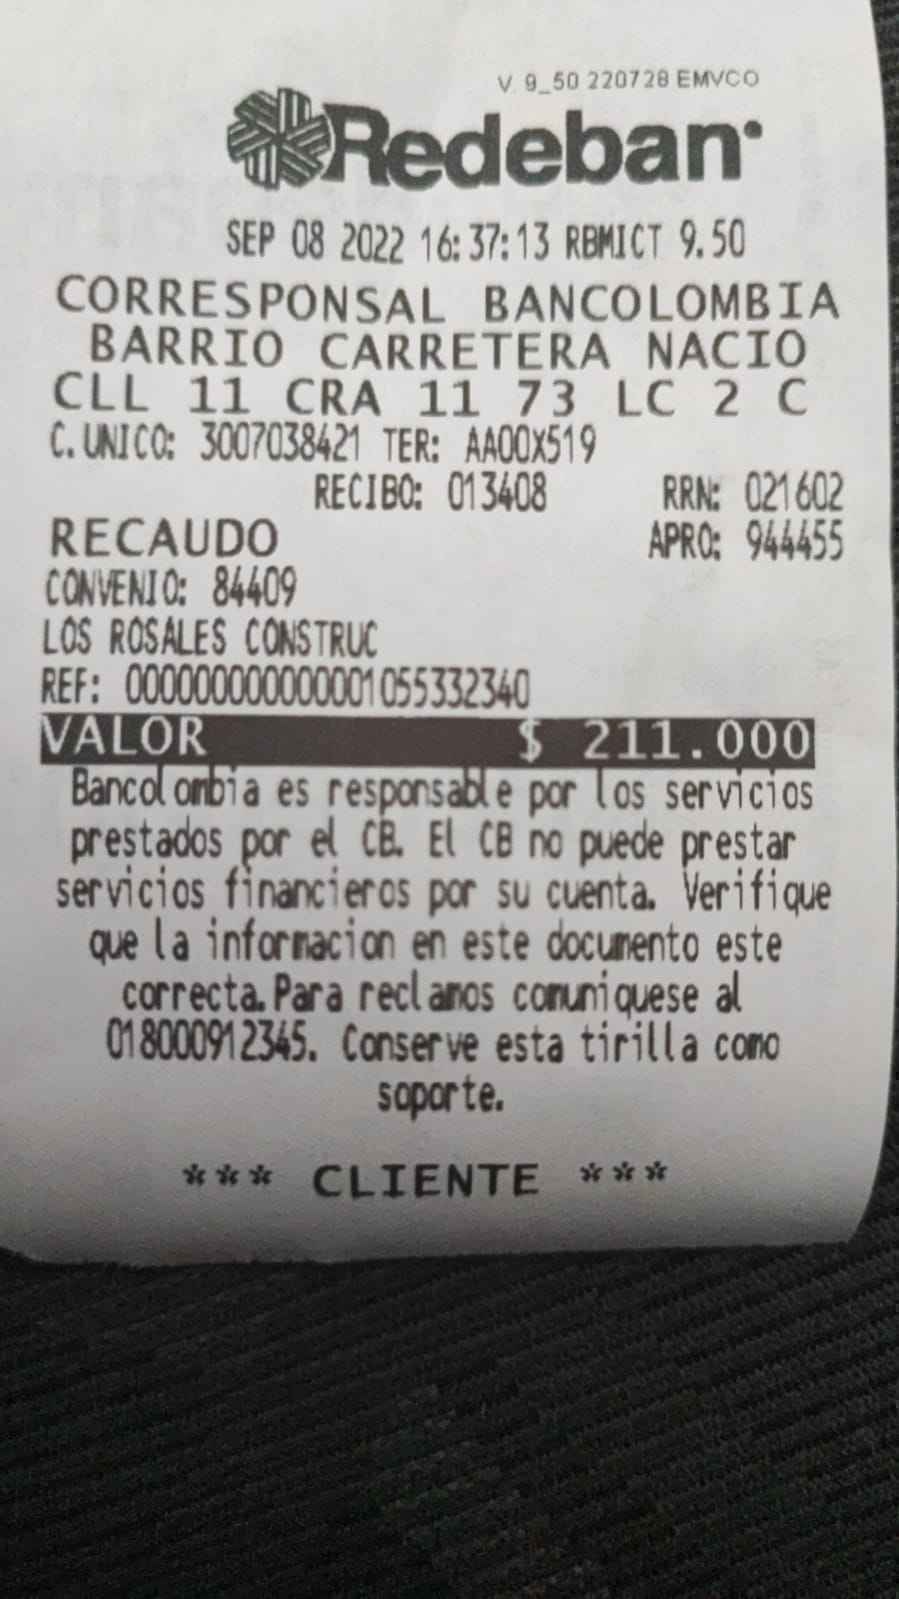 V. 9_50 220728 EMVCO
Redeban
SEP 08 2022 16:37:13 RBMICT 9.50
CORRESPONSAL BANCOLOMBIA
BARRIO CARRETERA NACIO
CLL 11 CRA 11 73 LC 2 C
C.UNICO: 3007038421 TER: AA00X519
RECIBO: 013408 RRN: 021602
RECAUDO APRO: 944455
CONVENIO: 84409
LOS ROSALES CONSTRUC
REF: 000000000000001055332340
VALOR $ 211.000
Bancolombia es responsable por los servicios
prestados por el CB. El CB no puede prestar
servicios financieros por su cuenta. Verifique
que la informacion en este documento este
correcta.Para reclamos comuniquese al
018000912345. Conserve esta tirilla como
soporte.
*** CLIENTE ***